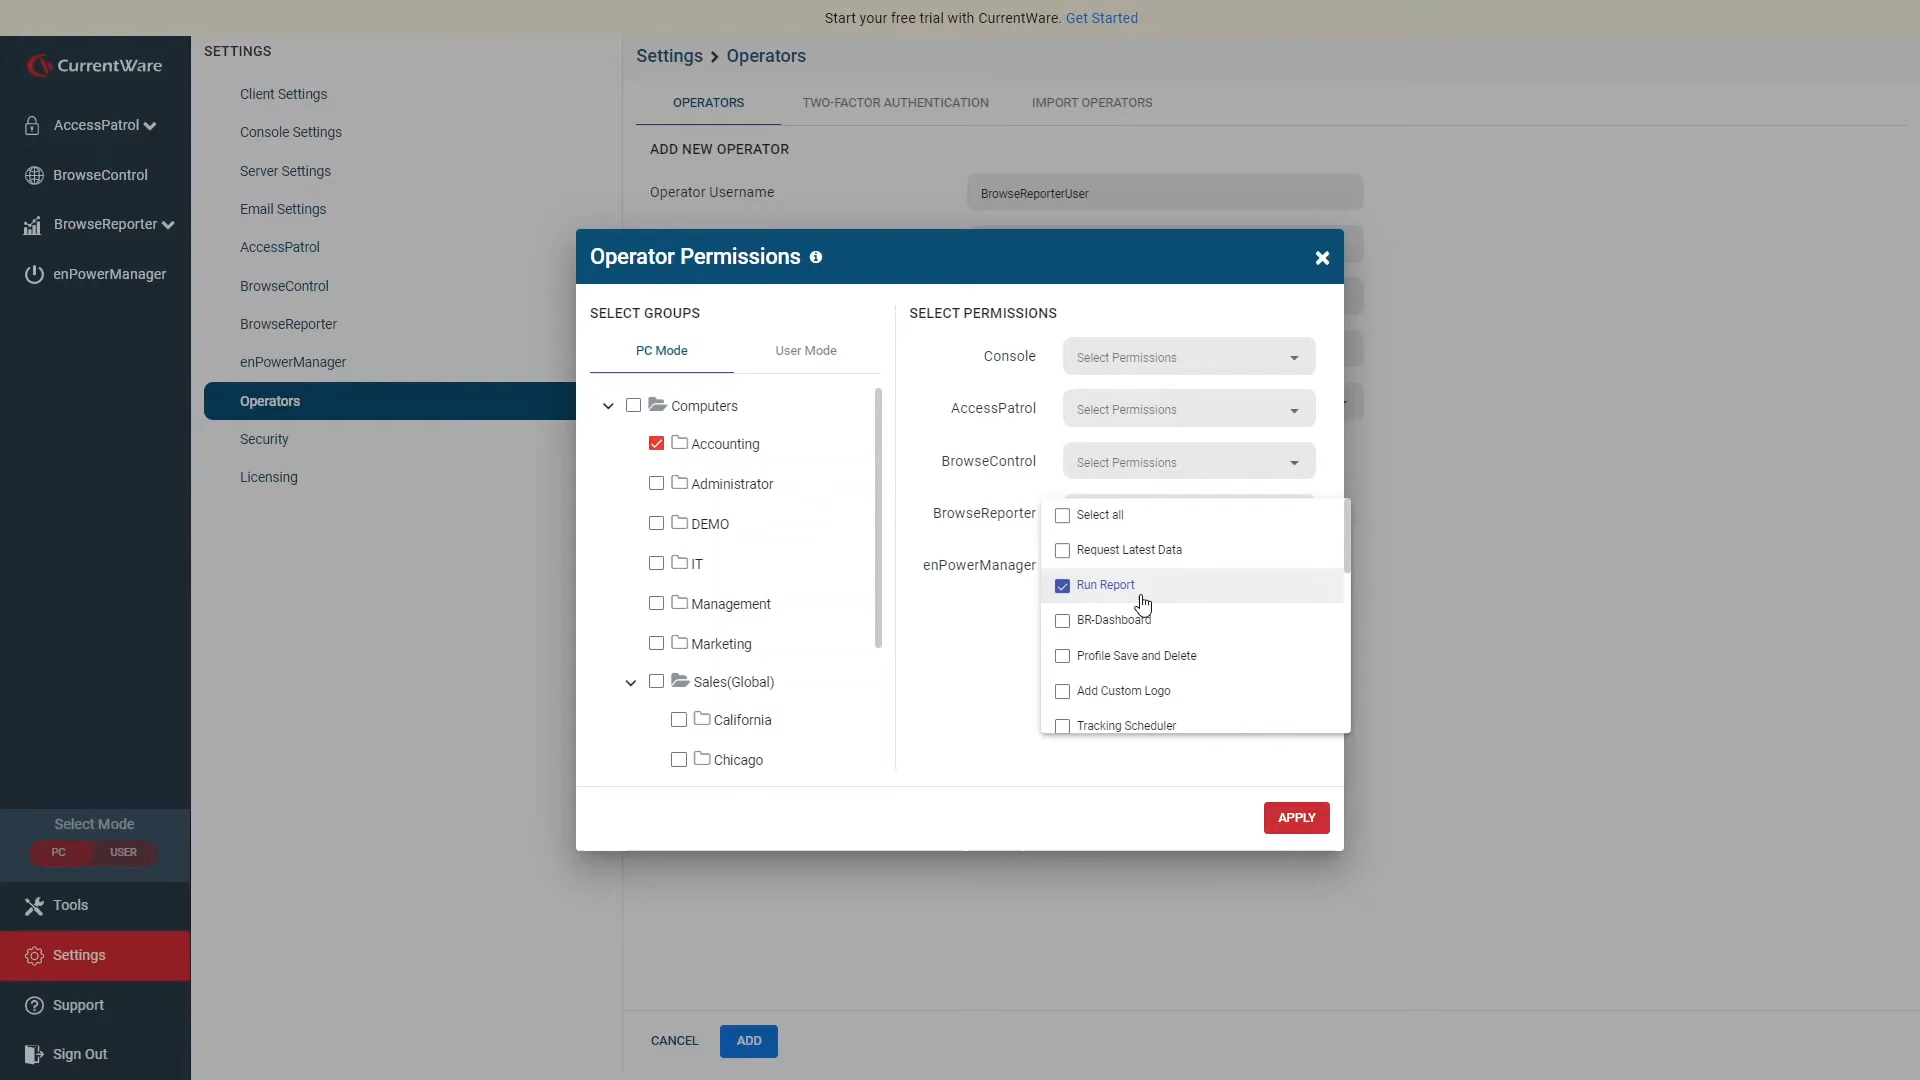 Start your free trial with CurrentWare. Get Started
CurrentWare
AccessPatrol
BrowseControl
BrowseReporter
enPowerManager
Select Mode
PC USER
Tools
Settings
Support
Sign Out
SETTINGS
Client Settings
Console Settings
Server Settings
Email Settings
AccessPatrol
BrowseControl
BrowseReporter
enPowerManager
Operators
Security
Licensing
Settings > Operators
OPERATORS TWO-FACTOR AUTHENTICATION IMPORT OPERATORS
ADD NEW OPERATOR
Operator Username BrowseReporterUser
Operator Permissions
SELECT GROUPS
PC Mode User Mode
Computers
Accounting
Administrator
DEMO
IT
Management
Marketing
Sales(Global)
California
Chicago
SELECT PERMISSIONS
Console Select Permissions
AccessPatrol Select Permissions
BrowseControl Select Permissions
BrowseReporter
enPowerManager
Select all
Request Latest Data
Run Report
BR-Dashboard
Profile Save and Delete
Add Custom Logo
Tracking Scheduler
APPLY
CANCEL ADD